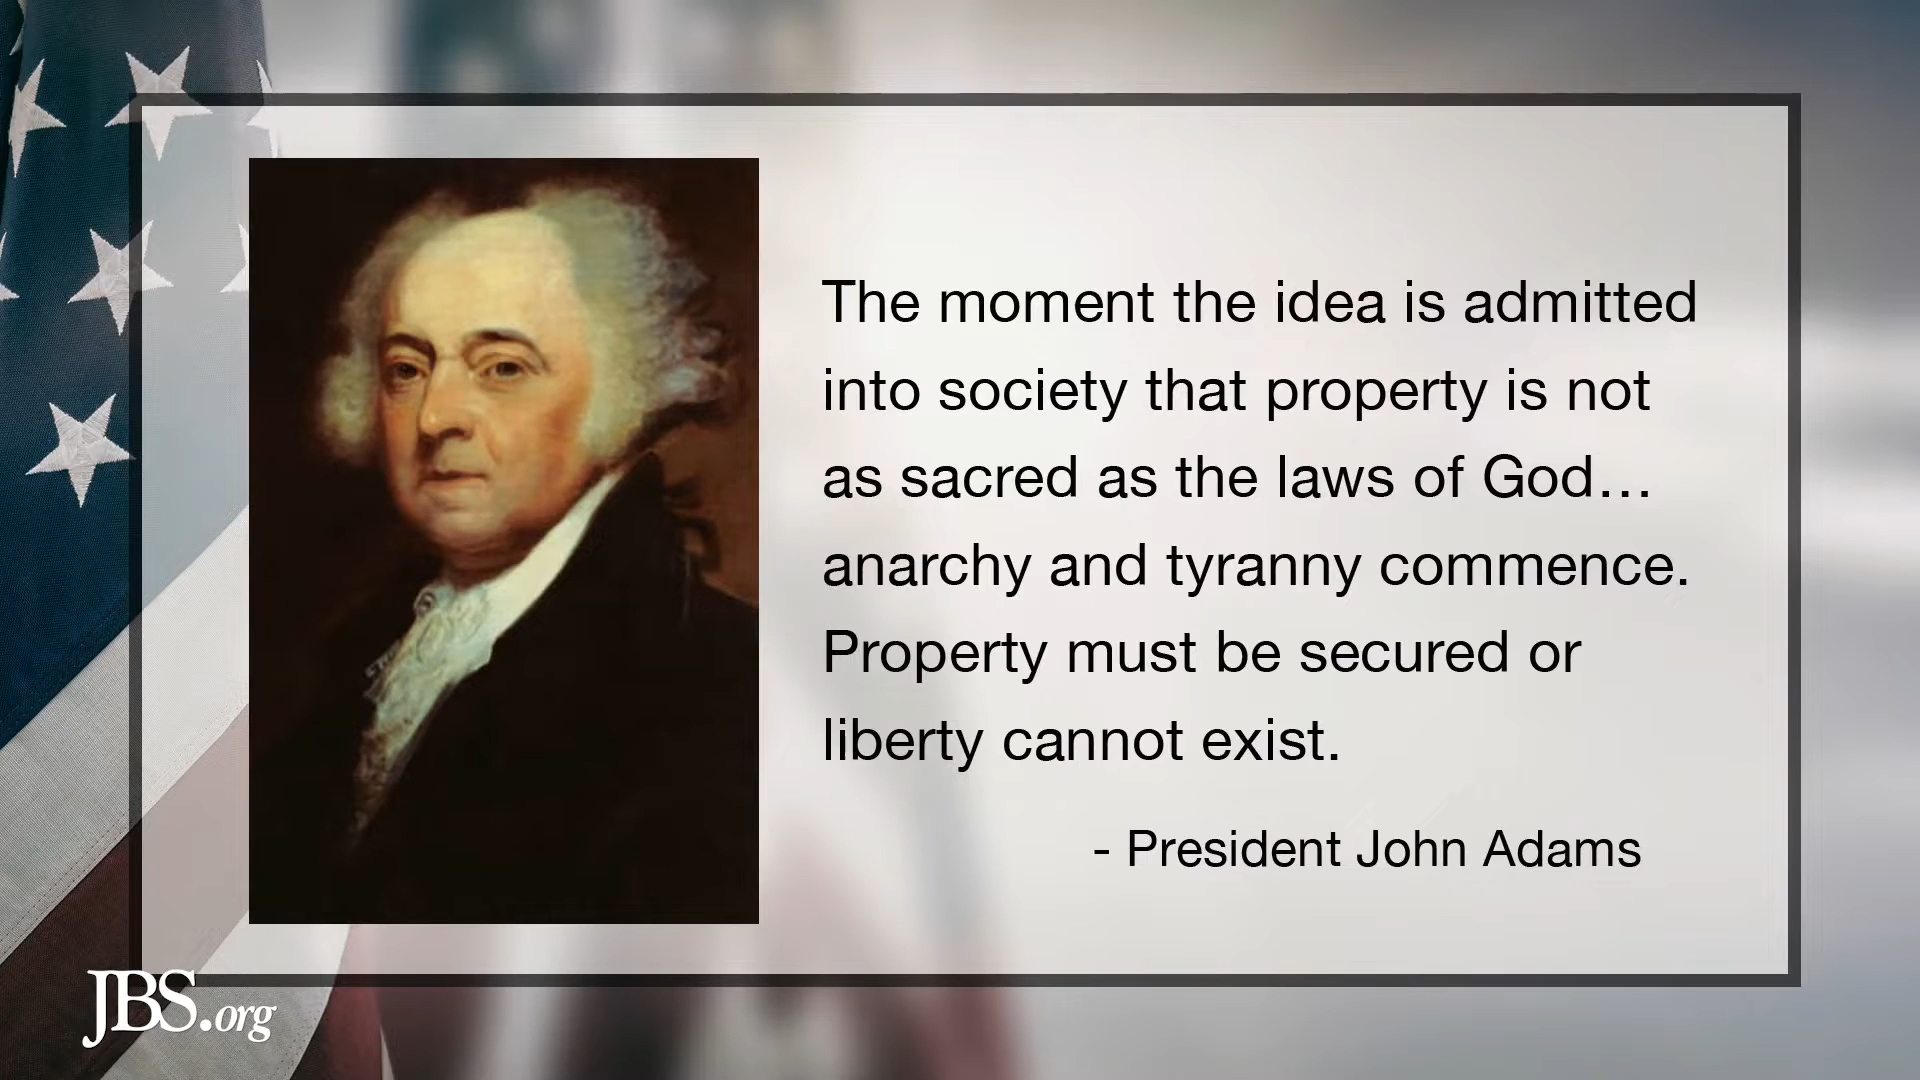 The moment the idea is admitted
into society that property is not
as sacred as the laws of God…
anarchy and tyranny commence.
Property must be secured or
liberty cannot exist.
- President John Adams
JBS.org